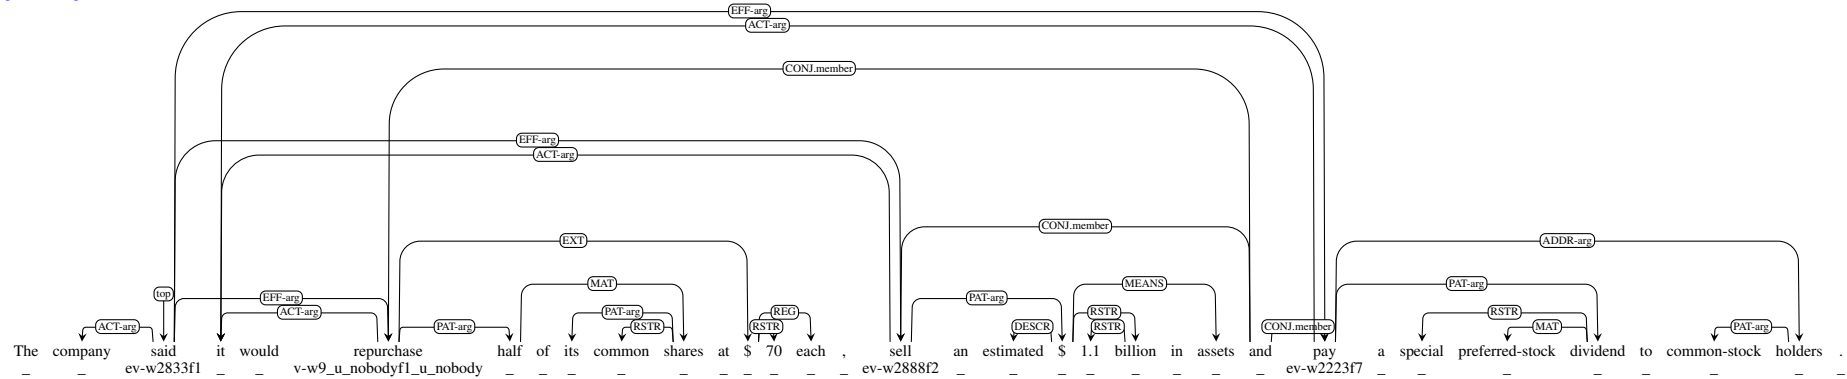 EFF-arg
ACT-arg
CONJ.member
EFF-arg
ACT-arg
CONJ.member
EXT ADDR-arg
MAT MEANS PAT-arg
top EFF-arg PAT-arg
ACT-arg PAT-arg REG RSTR RSTR
ACT-arg PAT-arg RSTR RSTR DESCR RSTR CONJ.member MAT PAT-arg
The company said it would repurchase half of its common shares at $ 70 each , sell an estimated $ 1.1 billion in assets and pay a special preferred-stock dividend to common-stock holders .
_ _ ev-w2833f1 _ _ v-w9_u_nobodyf1_u_nobody _ _ _ _ _ _ _ _ _ _ ev-w2888f2 _ _ _ _ _ _ _ _ ev-w2223f7 _ _ _ _ _ _ _ _